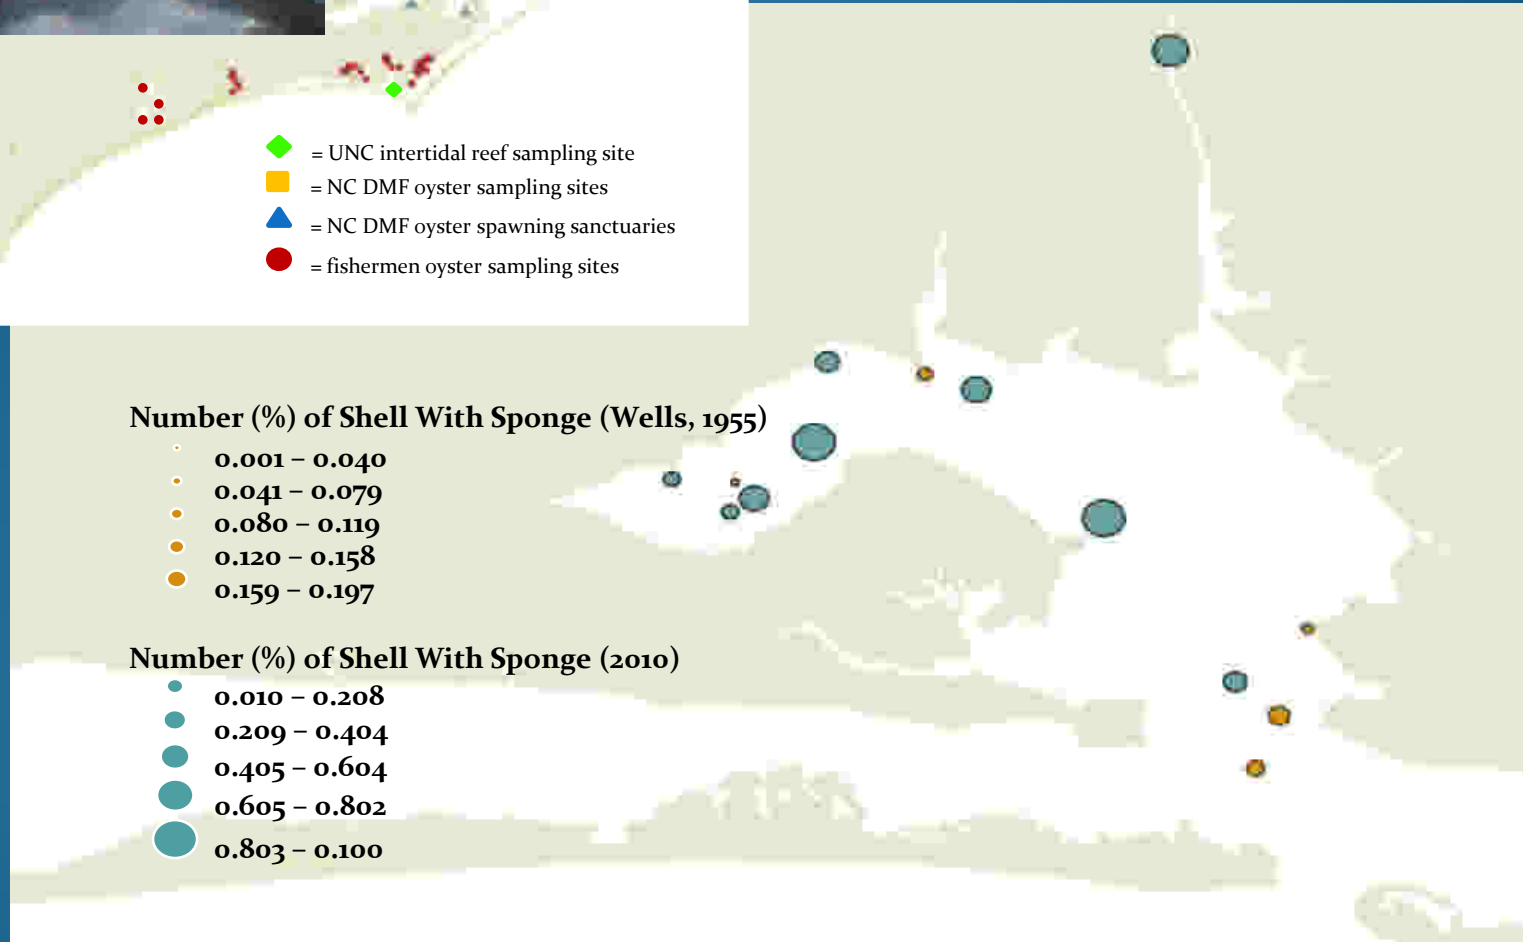 = UNC intertidal reef sampling site
= NC DMF oyster sampling sites
= NC DMF oyster spawning sanctuaries
= fishermen oyster sampling sites
Number (%) of Shell With Sponge (Wells, 1955)
0.001 – 0.040
0.041 – 0.079
0.080 – 0.119
0.120 – 0.158
0.159 – 0.197
Number (%) of Shell With Sponge (2010)
0.010 – 0.208
0.209 – 0.404
0.405 – 0.604
0.605 – 0.802
0.803 – 0.100